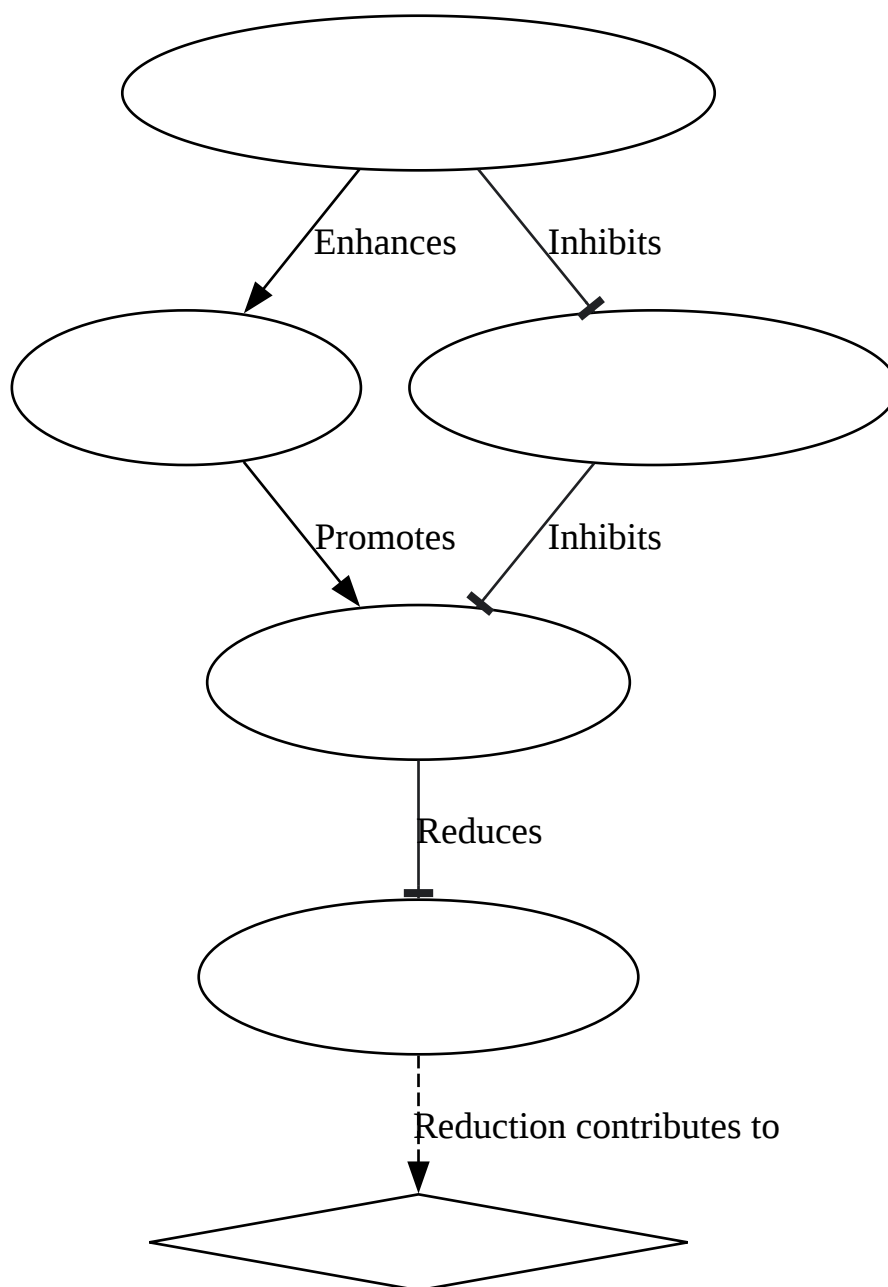 Enhances
Inhibits
Promotes
Inhibits
Reduces
Reduction contributes to